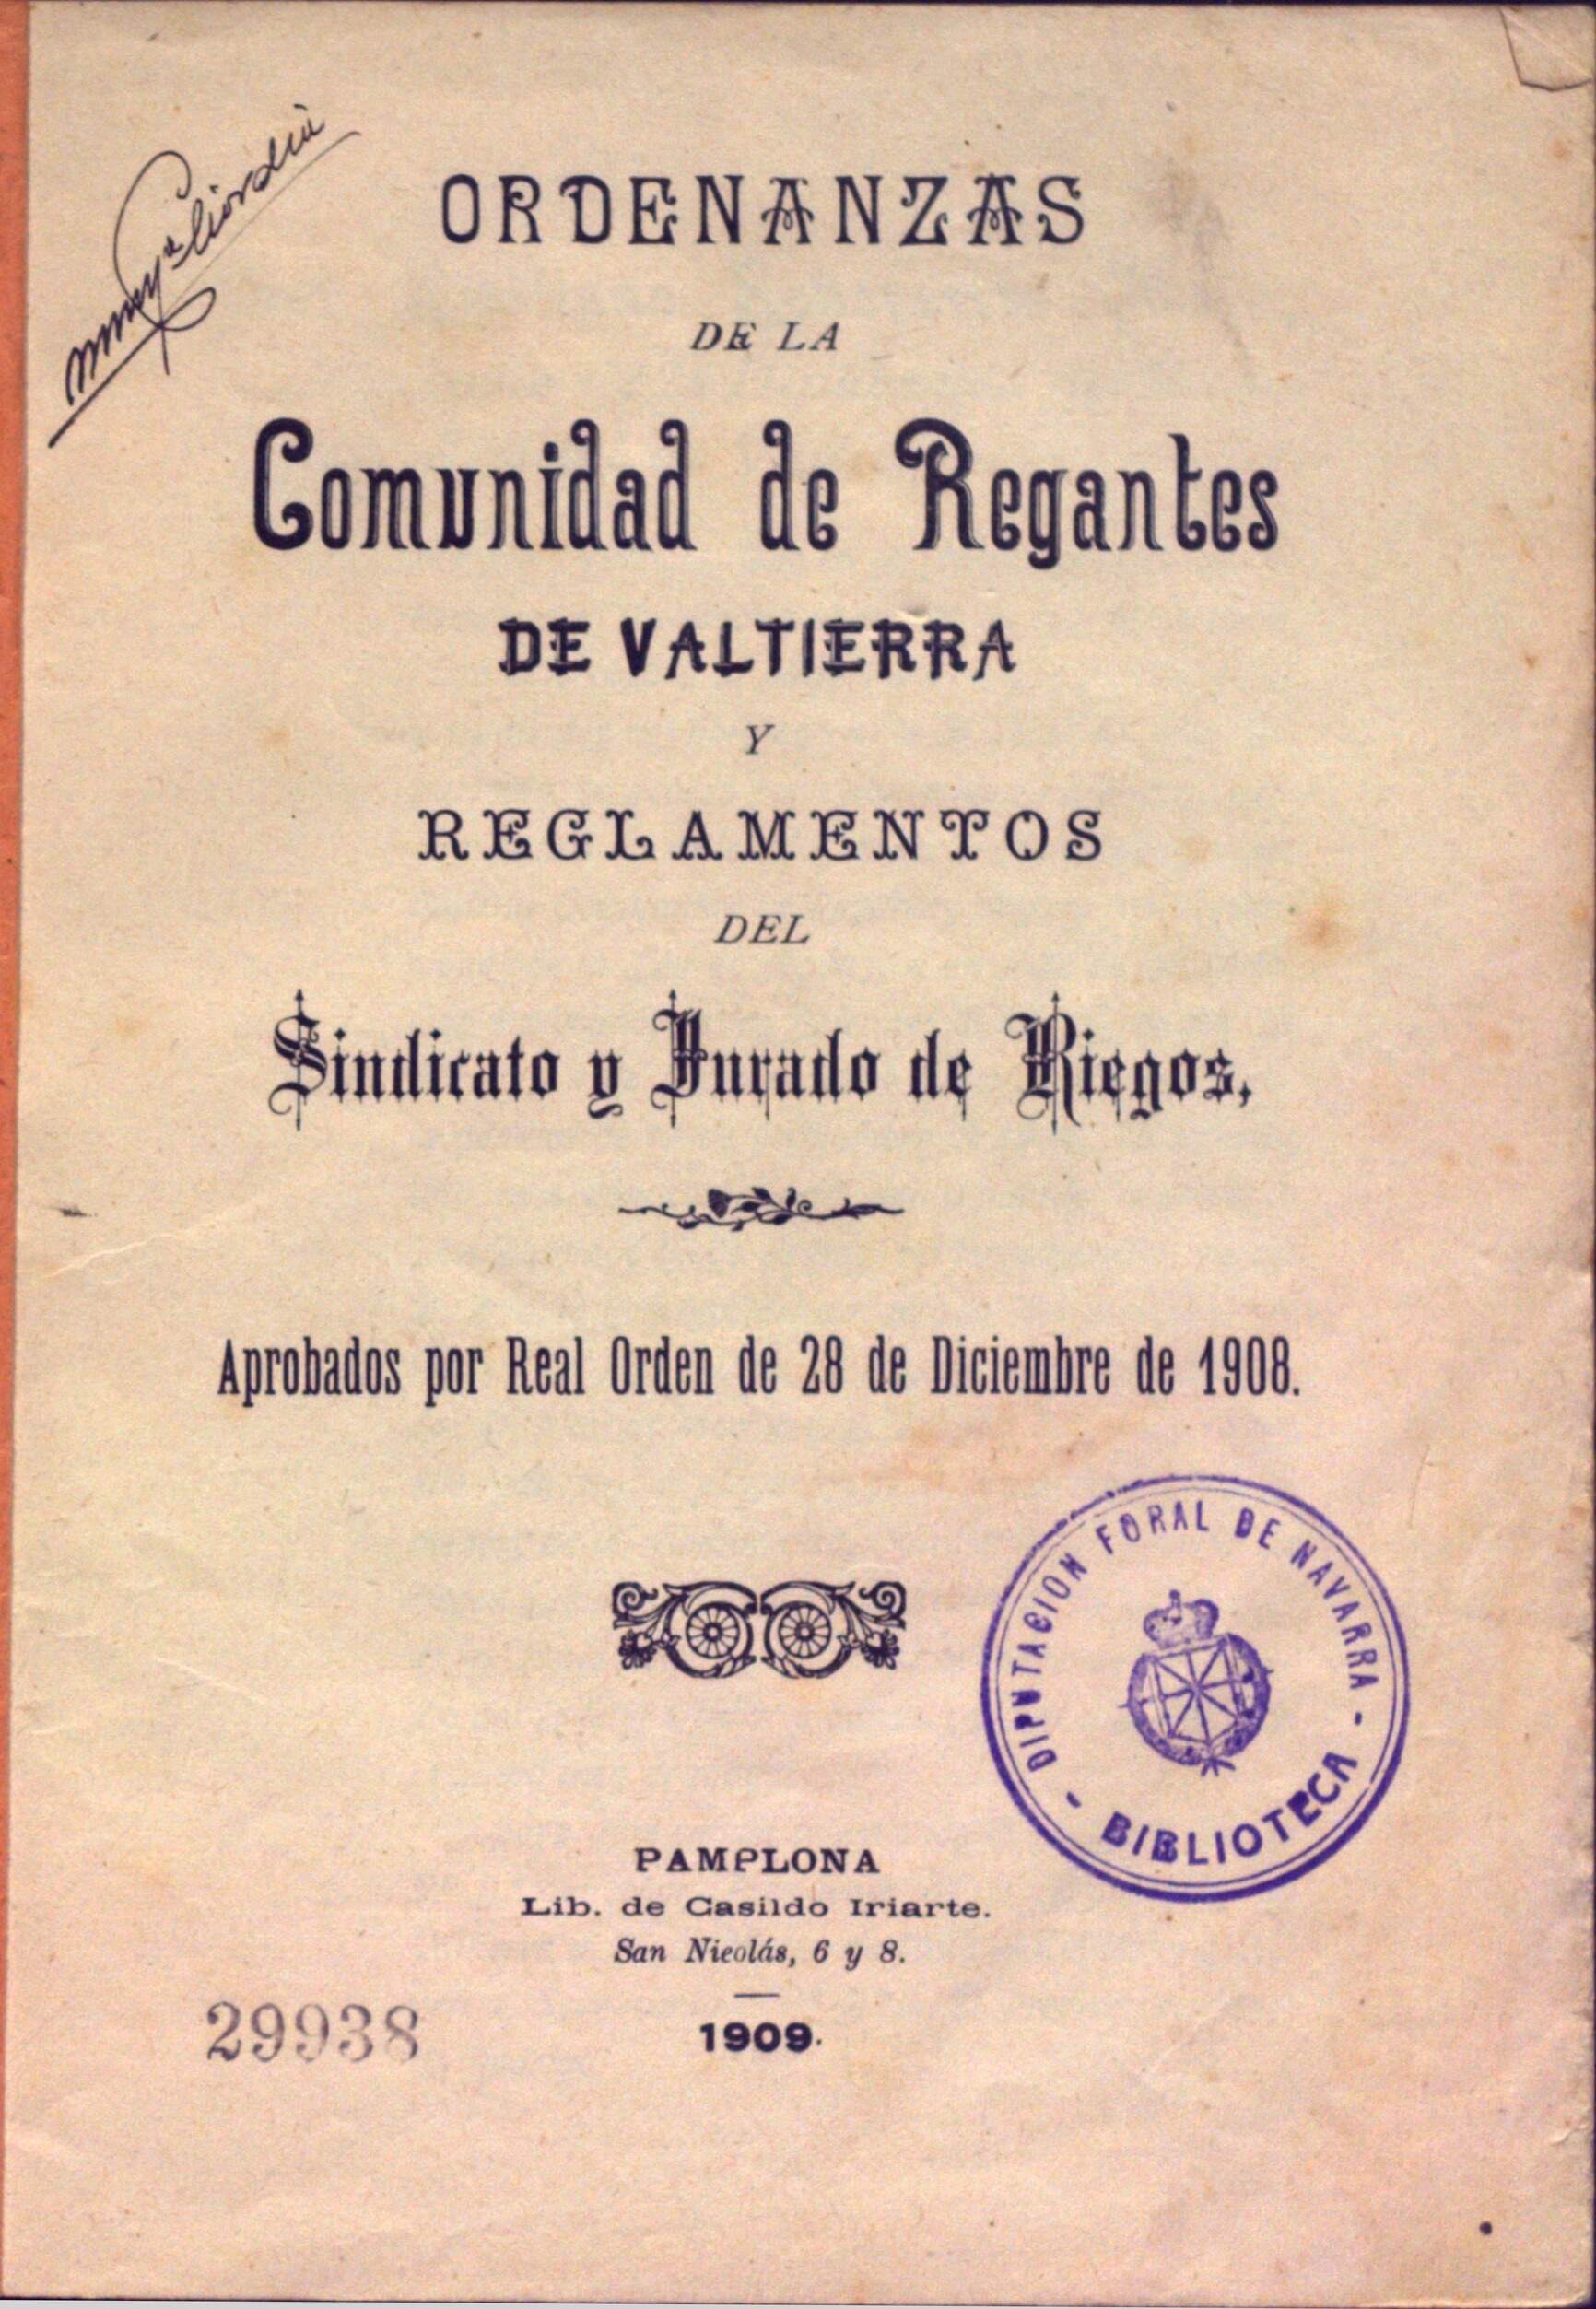 ORDENANZAS
DE LA
Comunidad de Regantes
DE VALTIERRA
Y
REGLAMENTOS
DEL
Sindicato y Jurado de Riegos,
Aprobados por Real Orden de 28 de Diciembre de 1908.
- DIPUTACION FORAL DE NAVARRA -
BIBLIOTECA
PAMPLONA
Lib. de Casildo Iriarte.
San Nicolás, 6 y 8.
29938
1909.